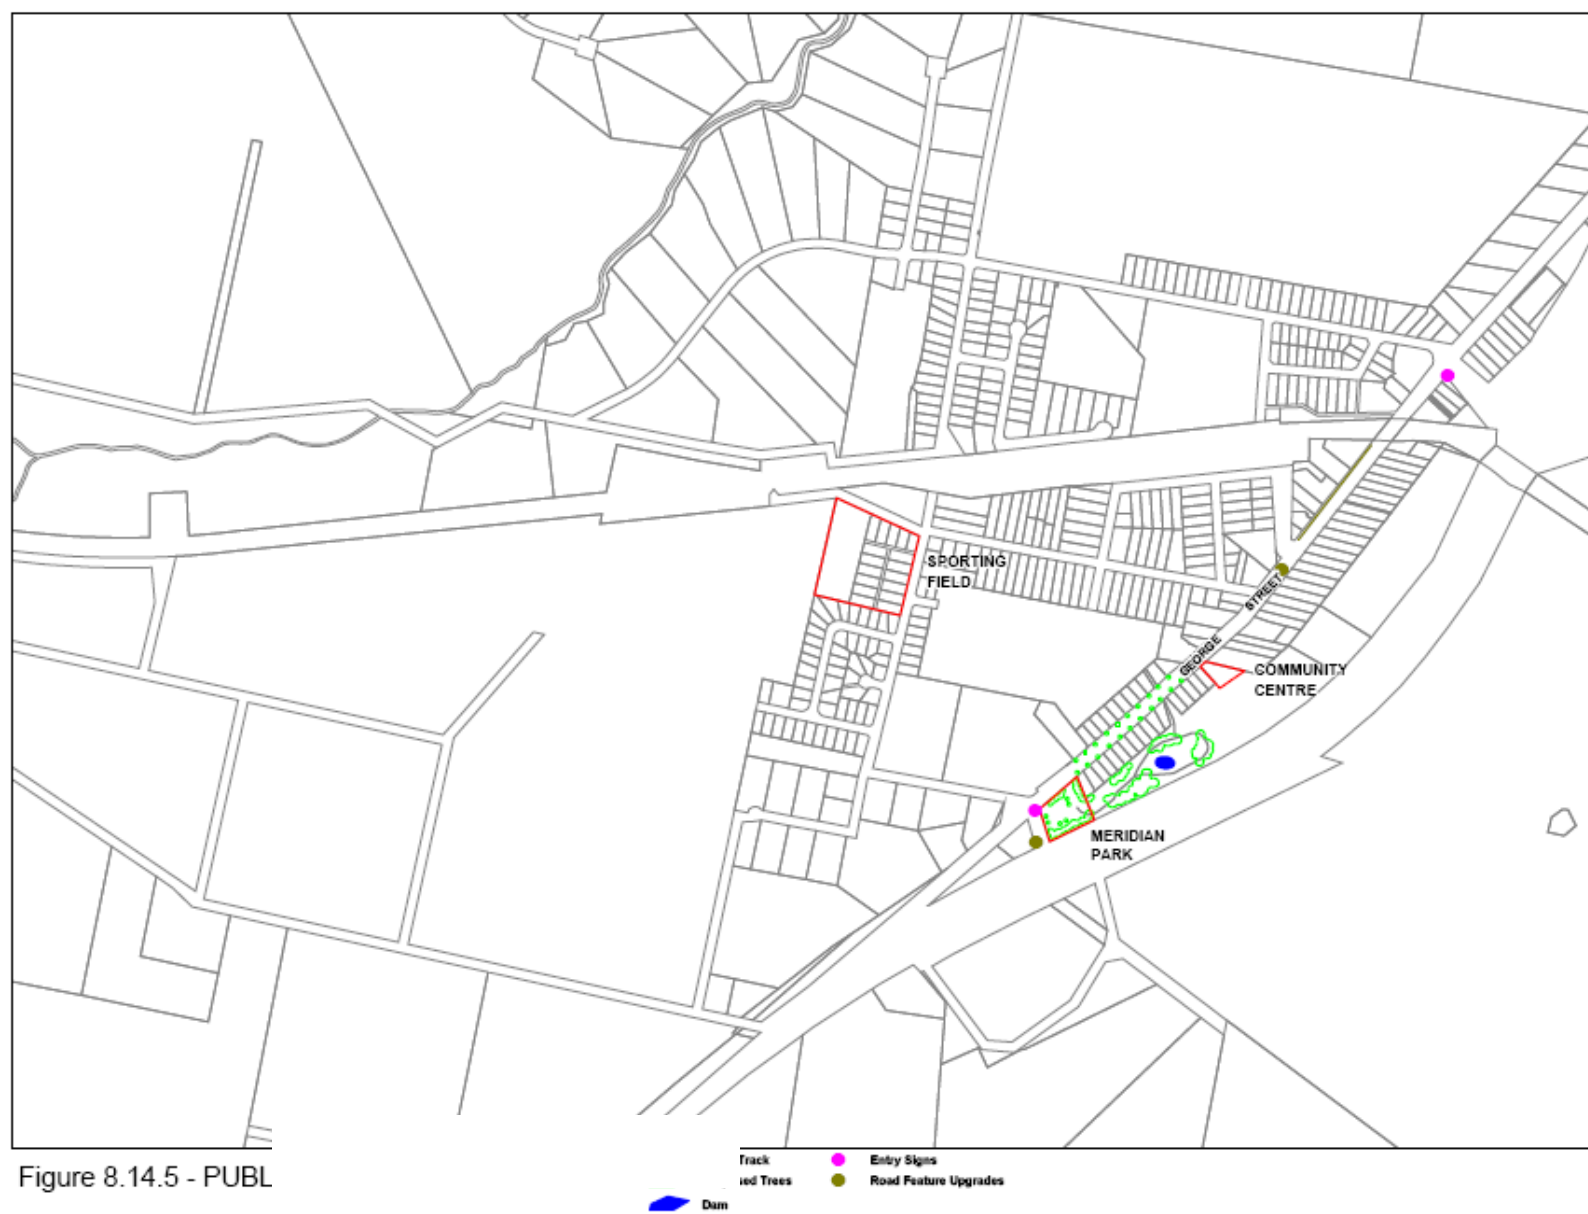 SPORTING
FIELD
STREET
GEORGE
COMMUNITY
CENTRE
MERIDIAN
PARK
Track
Entry Signs
Trees
Road Feature Upgrades
Figure 8.14.5 -
Dam